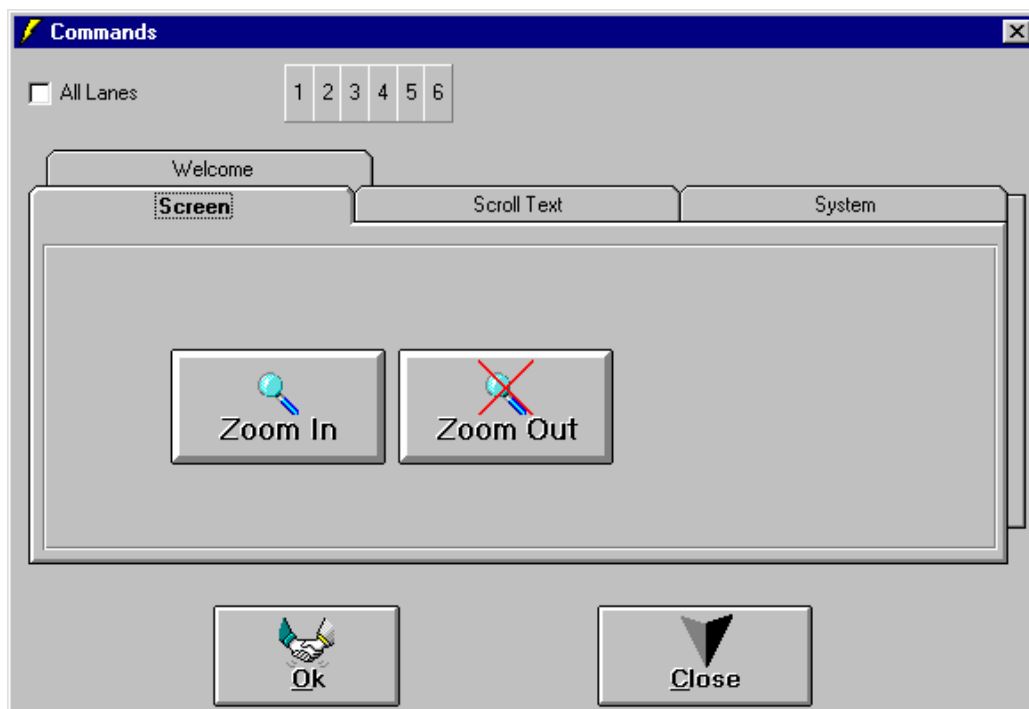 Commands
All Lanes 1 2 3 4 5 6
Welcome
Screen Scroll Text System
Zoom In Zoom Out
Ok Close